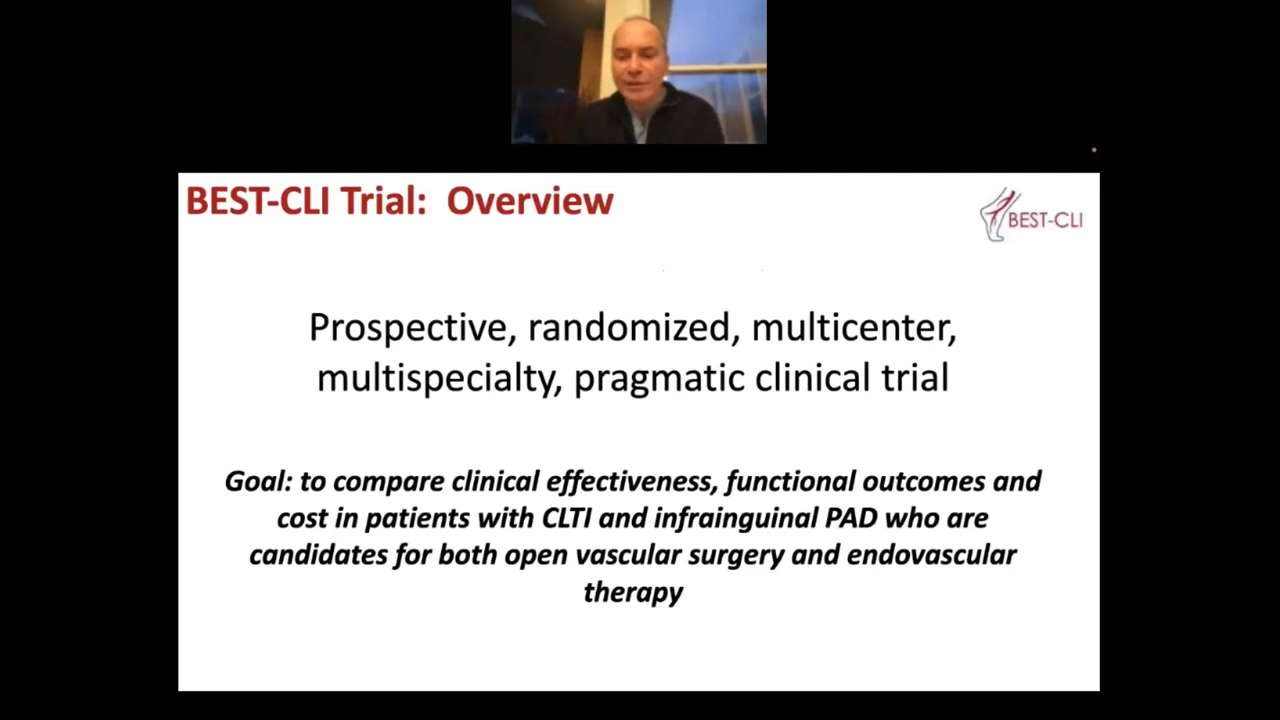 BEST-CLI Trial:  Overview
BEST-CLI
Prospective, randomized, multicenter,
multispecialty, pragmatic clinical trial
Goal: to compare clinical effectiveness, functional outcomes and
cost in patients with CLTI and infrainguinal PAD who are
candidates for both open vascular surgery and endovascular
therapy